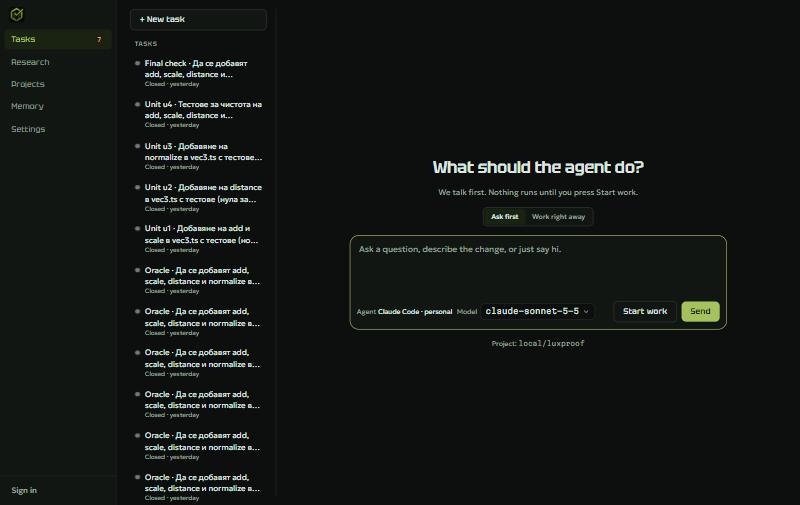 Tasks 7
Research
Projects
Memory
Settings
Sign in
+ New task
TASKS
Final check · Да се добавят
add, scale, distance и...
Closed · yesterday
Unit u4 · Тестове за чистота на
add, scale, distance и...
Closed · yesterday
Unit u3 · Добавяне на
normalize в vec3.ts с тестове...
Closed · yesterday
Unit u2 · Добавяне на distance
в vec3.ts с тестове (нула за...
Closed · yesterday
Unit u1 · Добавяне на add и
scale в vec3.ts с тестове (но...
Closed · yesterday
Oracle · Да се добавят add,
scale, distance и normalize в...
Closed · yesterday
Oracle · Да се добавят add,
scale, distance и normalize в...
Closed · yesterday
Oracle · Да се добавят add,
scale, distance и normalize в...
Closed · yesterday
Oracle · Да се добавят add,
scale, distance и normalize в...
Closed · yesterday
Oracle · Да се добавят add,
scale, distance и normalize в...
Closed · yesterday
Oracle · Да се добавят add,
scale, distance и normalize в...
Closed · yesterday
What should the agent do?
We talk first. Nothing runs until you press Start work.
Ask first Work right away
Ask a question, describe the change, or just say hi.
Agent Claude Code · personal Model claude-sonnet-5-5 Start work Send
Project: local/luxproof